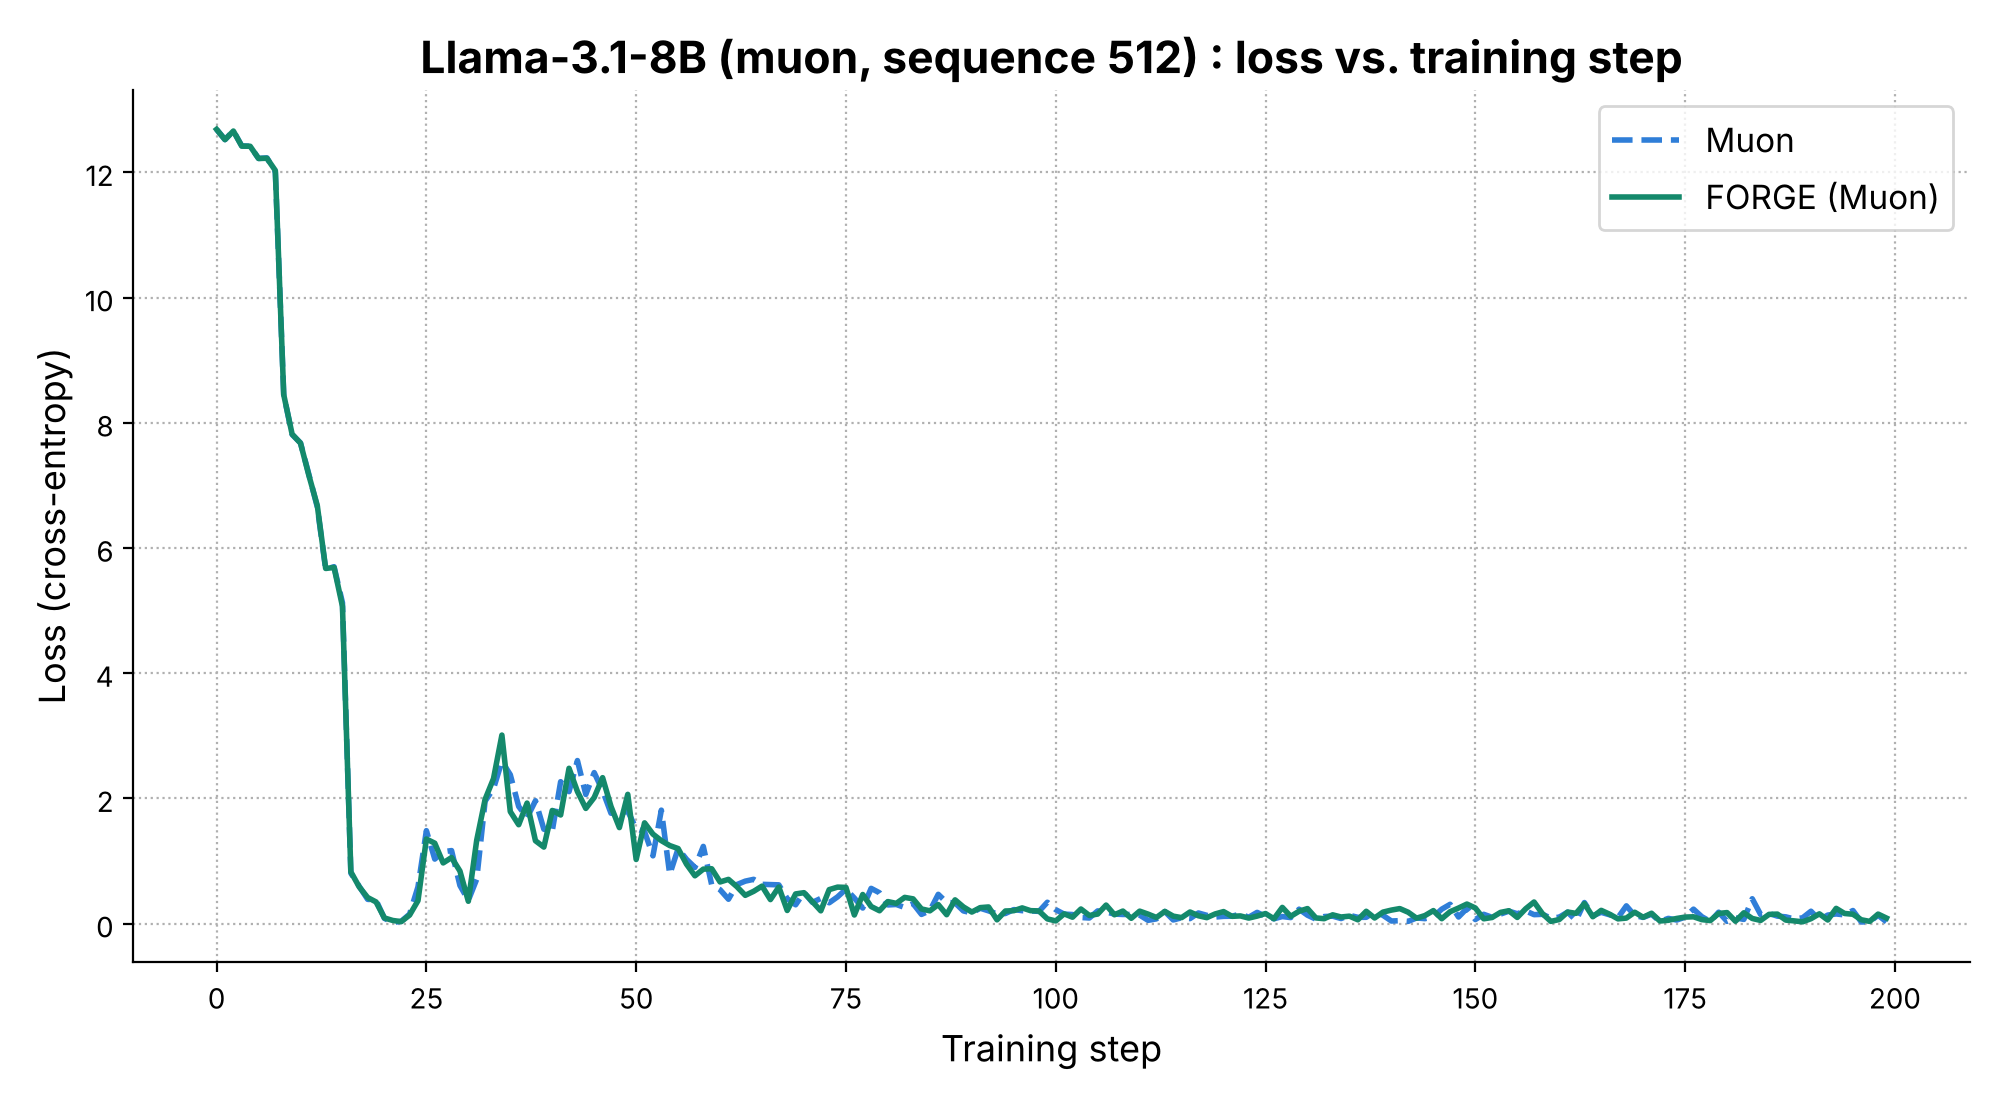 Llama-3.1-8B (muon, sequence 512) : loss vs. training step
Muon
FORGE (Muon)
12
10
8
6
4
2
0
Loss (cross-entropy)
0 25 50 75 100 125 150 175 200
Training step